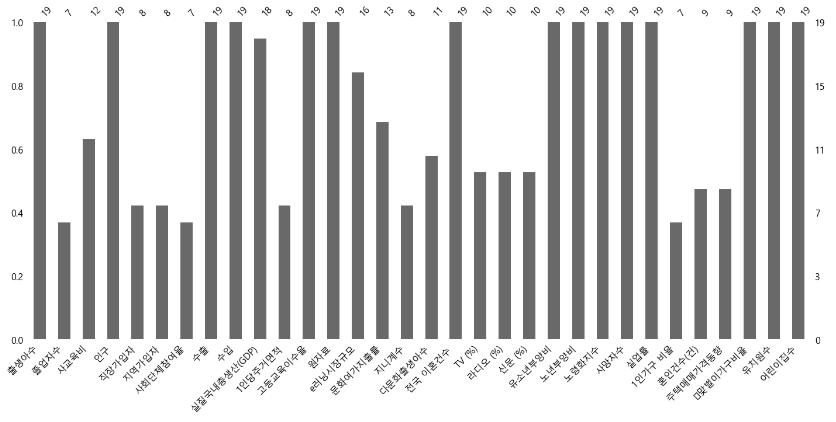 19 7 12 19 8 8 7 19 19 18 8 19 19 16 13 8 11 19 10 10 10 19 19 19 19 19 7 9 9 19 19 19
1.0 19
0.8 15
0.6 11
0.4 7
0.2 3
0.0 0
출생아수
졸업자수
사교육비
인구
직장가입자
지역가입자
사회단체참여율
수출
수입
실질국내총생산(GDP)
1인당주거면적
고등교육이수율
원자료
e러닝시장규모
문화여가지출률
지니계수
다문화출생아수
전국 이혼건수
TV (%)
라디오 (%)
신문 (%)
유소년부양비
노년부양비
노령화지수
사망자수
실업률
1인가구 비율
혼인건수(건)
주택매매가격동향
맞벌이가구비율
유치원수
어린이집수